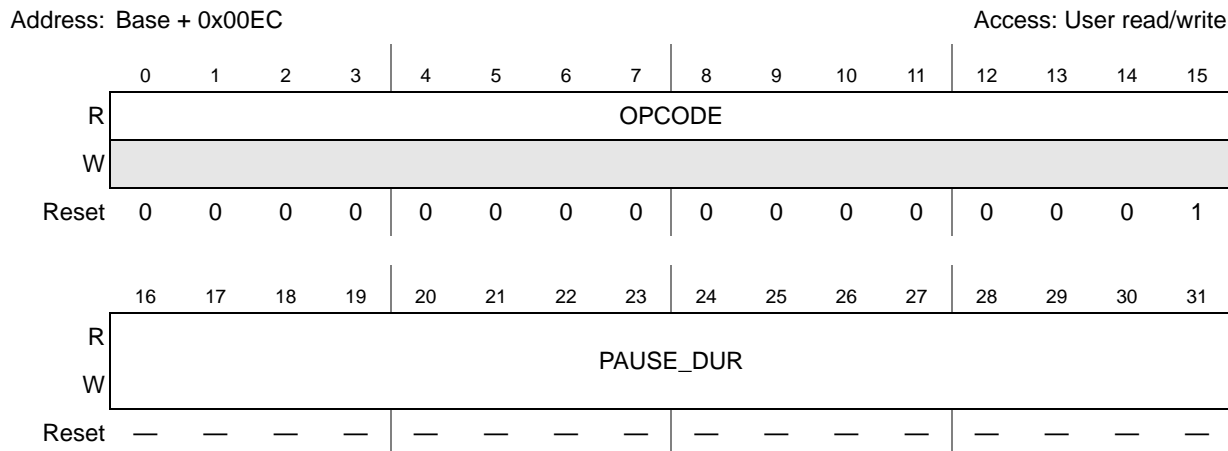 Address: Base + 0x00EC Access: User read/write
0 1 2 3 4 5 6 7 8 9 10 11 12 13 14 15
R OPCODE
W
Reset 0 0 0 0 0 0 0 0 0 0 0 0 0 0 0 1
16 17 18 19 20 21 22 23 24 25 26 27 28 29 30 31
R
PAUSE_DUR
W
Reset — — — — — — — — — — — — — — — —